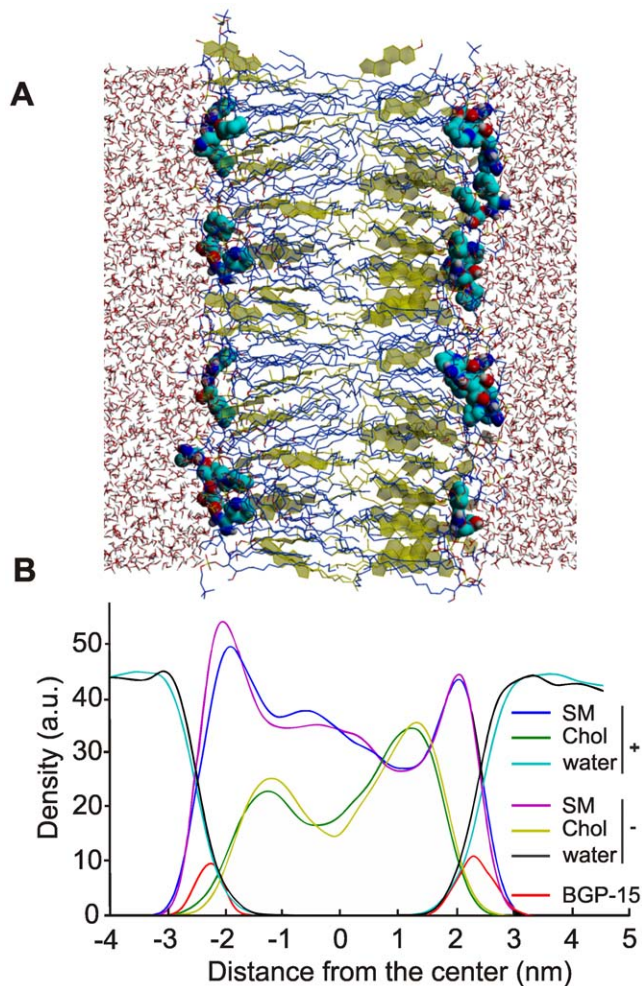 A
B
50
40
30
20
10
0
Density (a.u.)
SM
Chol
water
+
SM
Chol
water
-
BGP-15
-4 -3 -2 -1 0 1 2 3 4 5
Distance from the center (nm)